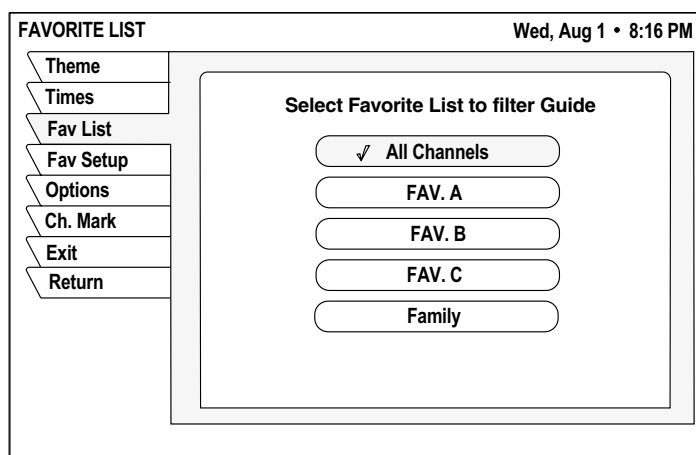 FAVORITE LIST
Wed, Aug 1 • 8:16 PM
Theme
Times
Fav List
Fav Setup
Options
Ch. Mark
Exit
Return
Select Favorite List to filter Guide
✓ All Channels
FAV. A
FAV. B
FAV. C
Family